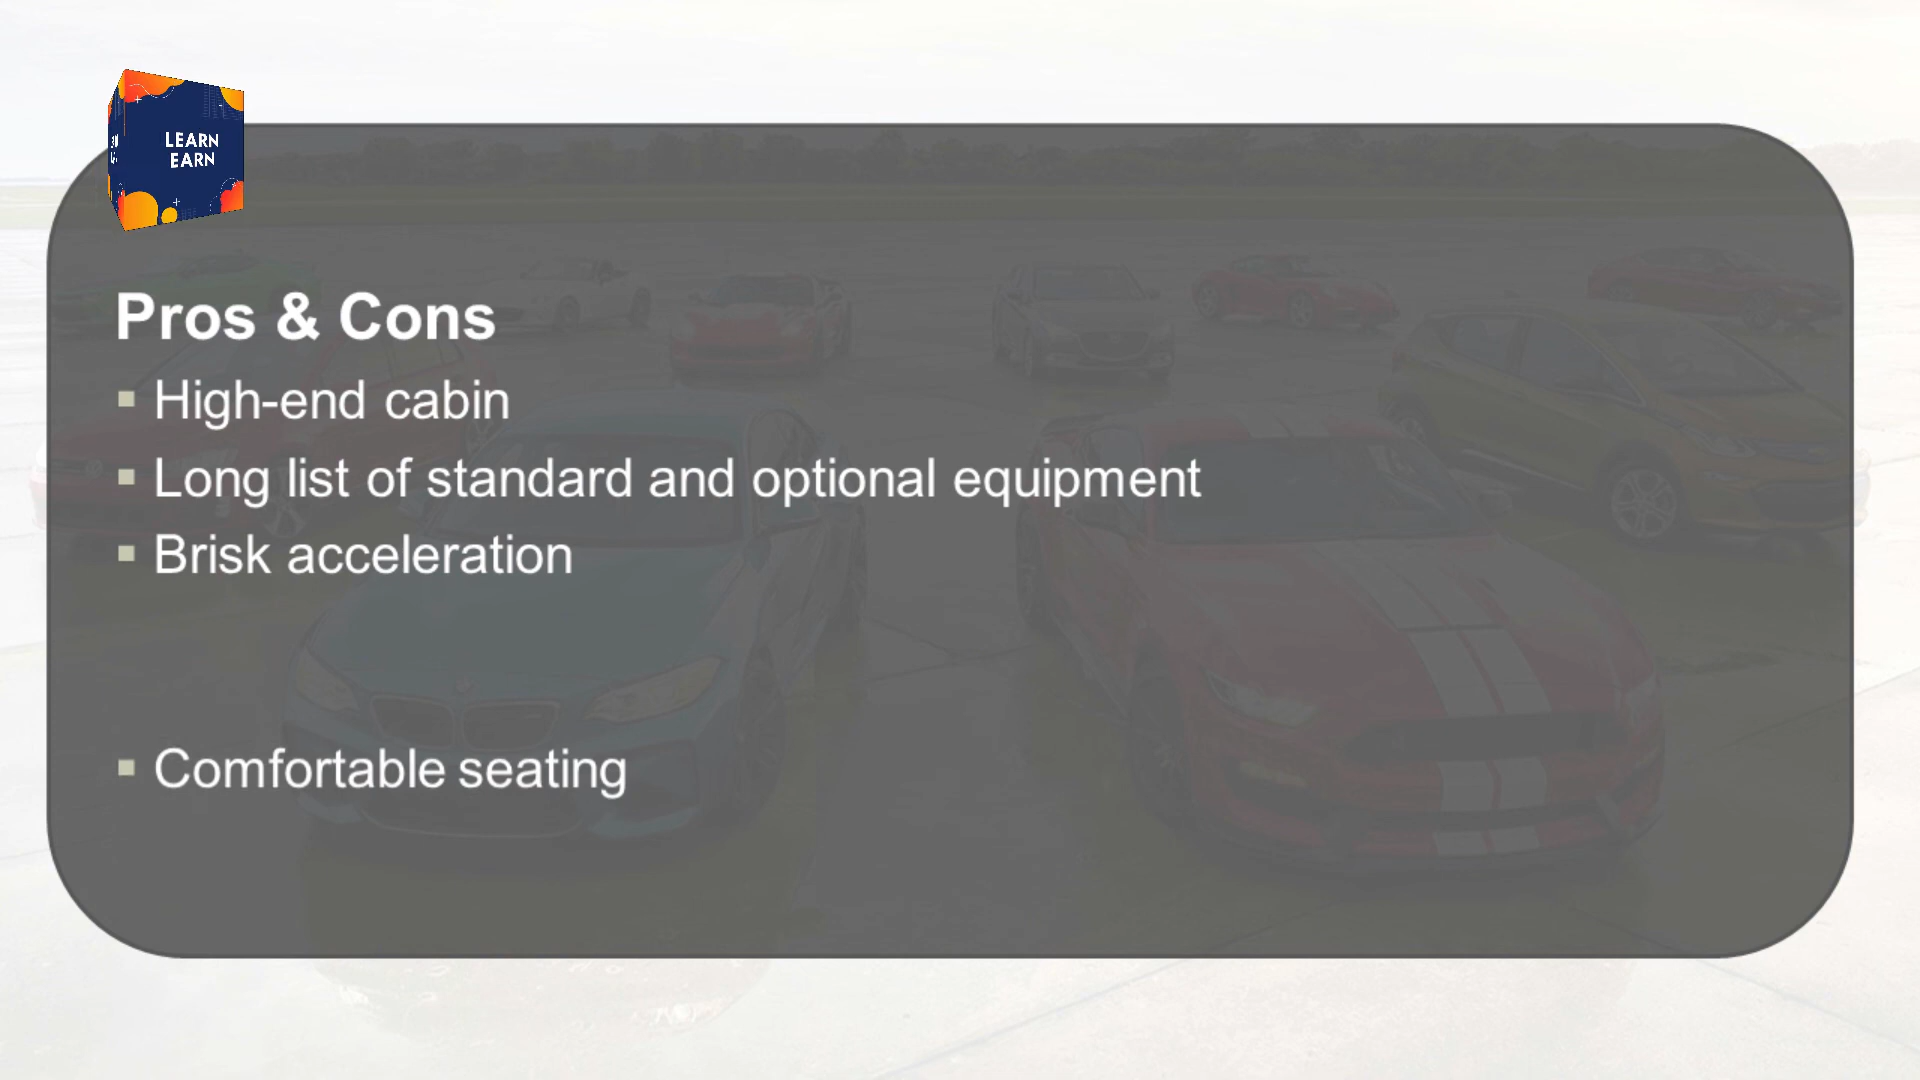 LEARN
EARN
Pros & Cons
High-end cabin
Long list of standard and optional equipment
Brisk acceleration
Comfortable seating